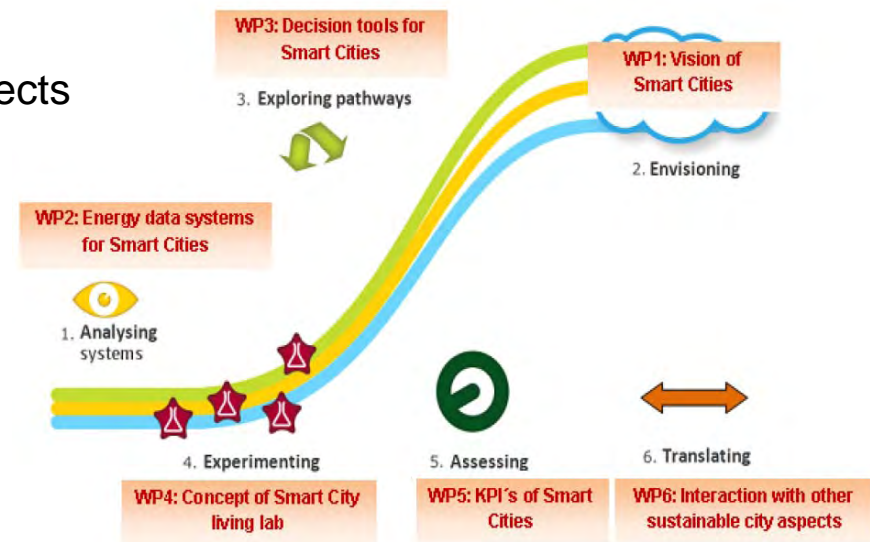 WP3: Decision tools for
Smart Cities
3. Exploring pathways
WP1: Vision of
Smart Cities
2. Envisioning
ects
WP2: Energy data systems
for Smart Cities
1. Analysing
systems
4. Experimenting
WP4: Concept of Smart City
living lab
5. Assessing
WP5: KPI´s of Smart
Cities
6. Translating
WP6: Interaction with other
sustainable city aspects